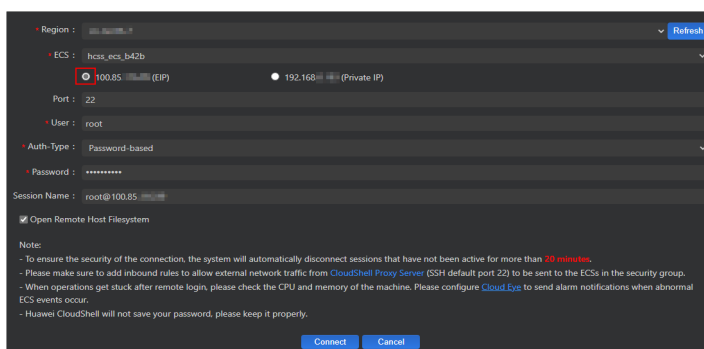 * Region :
Refresh
* ECS : hcss_ecs_b42b
100.85 (EIP) 192.168 (Private IP)
Port : 22
* User : root
* Auth-Type : Password-based
* Password : ••••••••••
Session Name : root@100.85
Open Remote Host Filesystem
Note:
- To ensure the security of the connection, the system will automatically disconnect sessions that have not been active for more than 20 minutes.
- Please make sure to add inbound rules to allow external network traffic from CloudShell Proxy Server (SSH default port 22) to be sent to the ECSs in the security group.
- When operations get stuck after remote login, please check the CPU and memory of the machine. Please configure Cloud Eye to send alarm notifications when abnormal
ECS events occur.
- Huawei CloudShell will not save your password, please keep it properly.
Connect Cancel